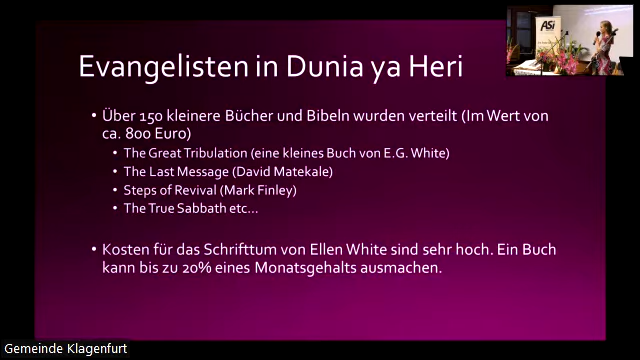 ASi
Evangelisten in Dunia ya Heri
• Über 150 kleinere Bücher und Bibeln wurden verteilt (Im Wert von
ca. 800 Euro)
• The Great Tribulation (eine kleines Buch von E.G. White)
• The Last Message (David Matekale)
• Steps of Revival (Mark Finley)
• The True Sabbath etc...
• Kosten für das Schrifttum von Ellen White sind sehr hoch. Ein Buch
kann bis zu 20% eines Monatsgehalts ausmachen.
Gemeinde Klagenfurt